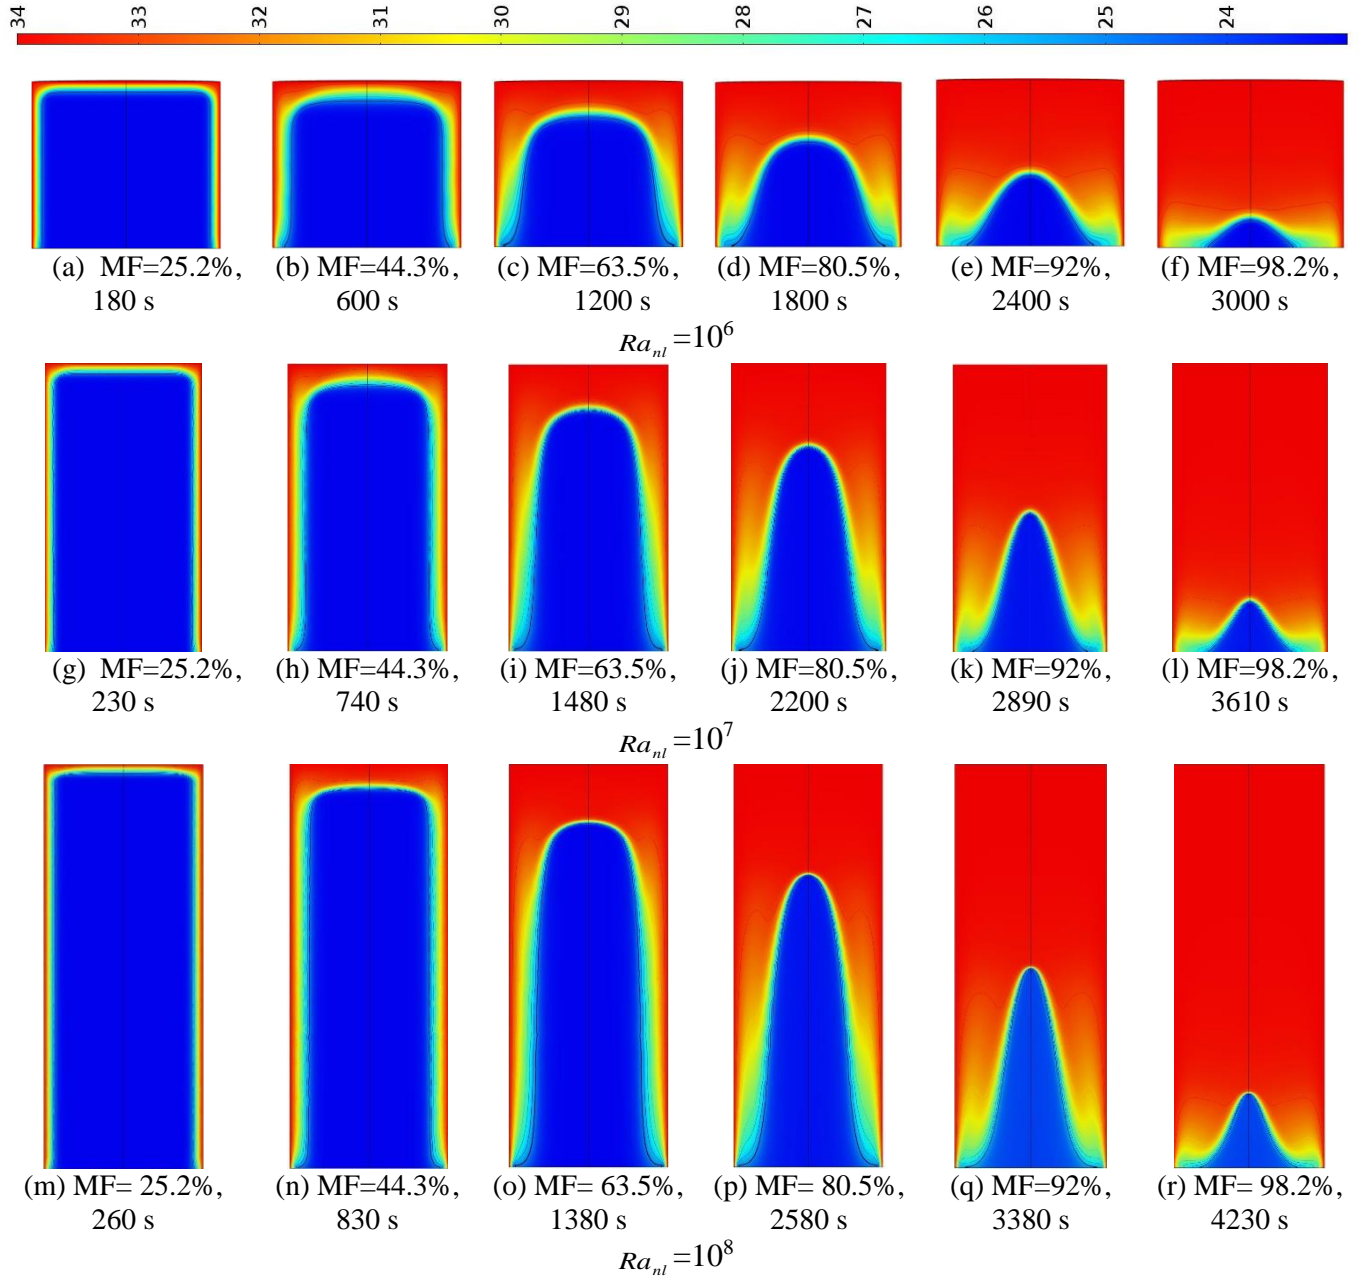 34 33 32 31 30 29 28 27 26 25 24
(a) MF=25.2%, (b) MF=44.3%, (c) MF=63.5%, (d) MF=80.5%, (e) MF=92% , (f) MF=98.2%,
180 s 600 s 1200 s 1800 s 2400 s 3000 s
Ra_nl =10^6
(g) MF=25.2%, (h) MF=44.3%, (i) MF=63.5%, (j) MF=80.5%, (k) MF=92% , (l) MF=98.2%,
230 s 740 s 1480 s 2200 s 2890 s 3610 s
Ra_nl =10^7
(m) MF= 25.2%, (n) MF=44.3%, (o) MF= 63.5%, (p) MF= 80.5%, (q) MF=92% , (r) MF= 98.2%,
260 s 830 s 1380 s 2580 s 3380 s 4230 s
Ra_nl =10^8